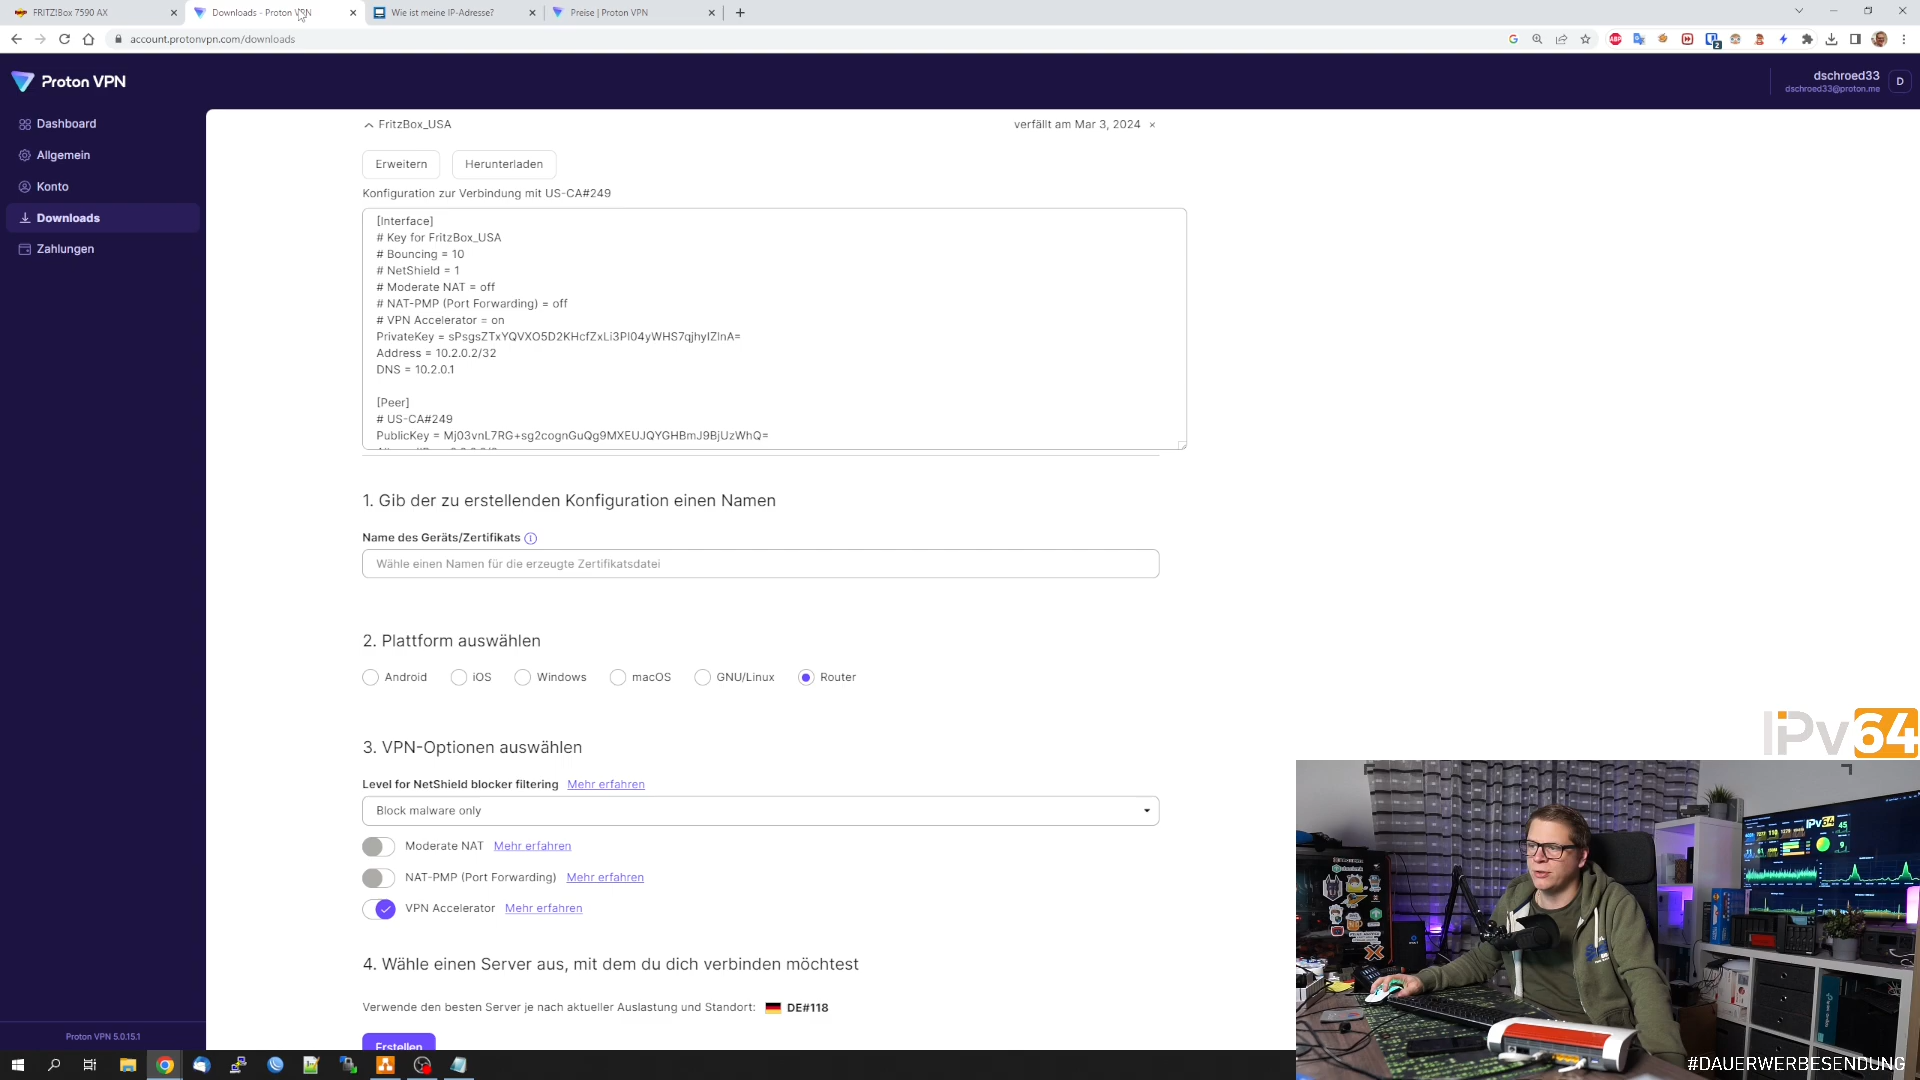 FRITZ!Box 7590 AX
Downloads - Proton VPN
Wie ist meine IP-Adresse?
Preise | Proton VPN
account.protonvpn.com/downloads
Proton VPN
dschroed33
dschroed33@proton.me
D
Dashboard
Allgemein
Konto
Downloads
Zahlungen
FritzBox_USA
verfällt am Mar 3, 2024
Erweitern
Herunterladen
Konfiguration zur Verbindung mit US-CA#249
[Interface]
# Key for FritzBox_USA
# Bouncing = 10
# NetShield = 1
# Moderate NAT = off
# NAT-PMP (Port Forwarding) = off
# VPN Accelerator = on
PrivateKey = sPsgsZTxYQVXO5D2KHcfZxLi3PI04yWHS7qjhyIZInA=
Address = 10.2.0.2/32
DNS = 10.2.0.1
[Peer]
# US-CA#249
PublicKey = Mj03vnL7RG+sg2cognGuQg9MXEUJQYGHBmJ9BjUzWhQ=
1. Gib der zu erstellenden Konfiguration einen Namen
Name des Geräts/Zertifikats
Wähle einen Namen für die erzeugte Zertifikatsdatei
2. Plattform auswählen
Android
iOS
Windows
macOS
GNU/Linux
Router
3. VPN-Optionen auswählen
Level for NetShield blocker filtering Mehr erfahren
Block malware only
Moderate NAT Mehr erfahren
NAT-PMP (Port Forwarding) Mehr erfahren
VPN Accelerator Mehr erfahren
4. Wähle einen Server aus, mit dem du dich verbinden möchtest
Verwende den besten Server je nach aktueller Auslastung und Standort: DE#118
Erstellen
Proton VPN 5.0.15.1
IPv64
IPv64
#DAUERWERBESENDUNG